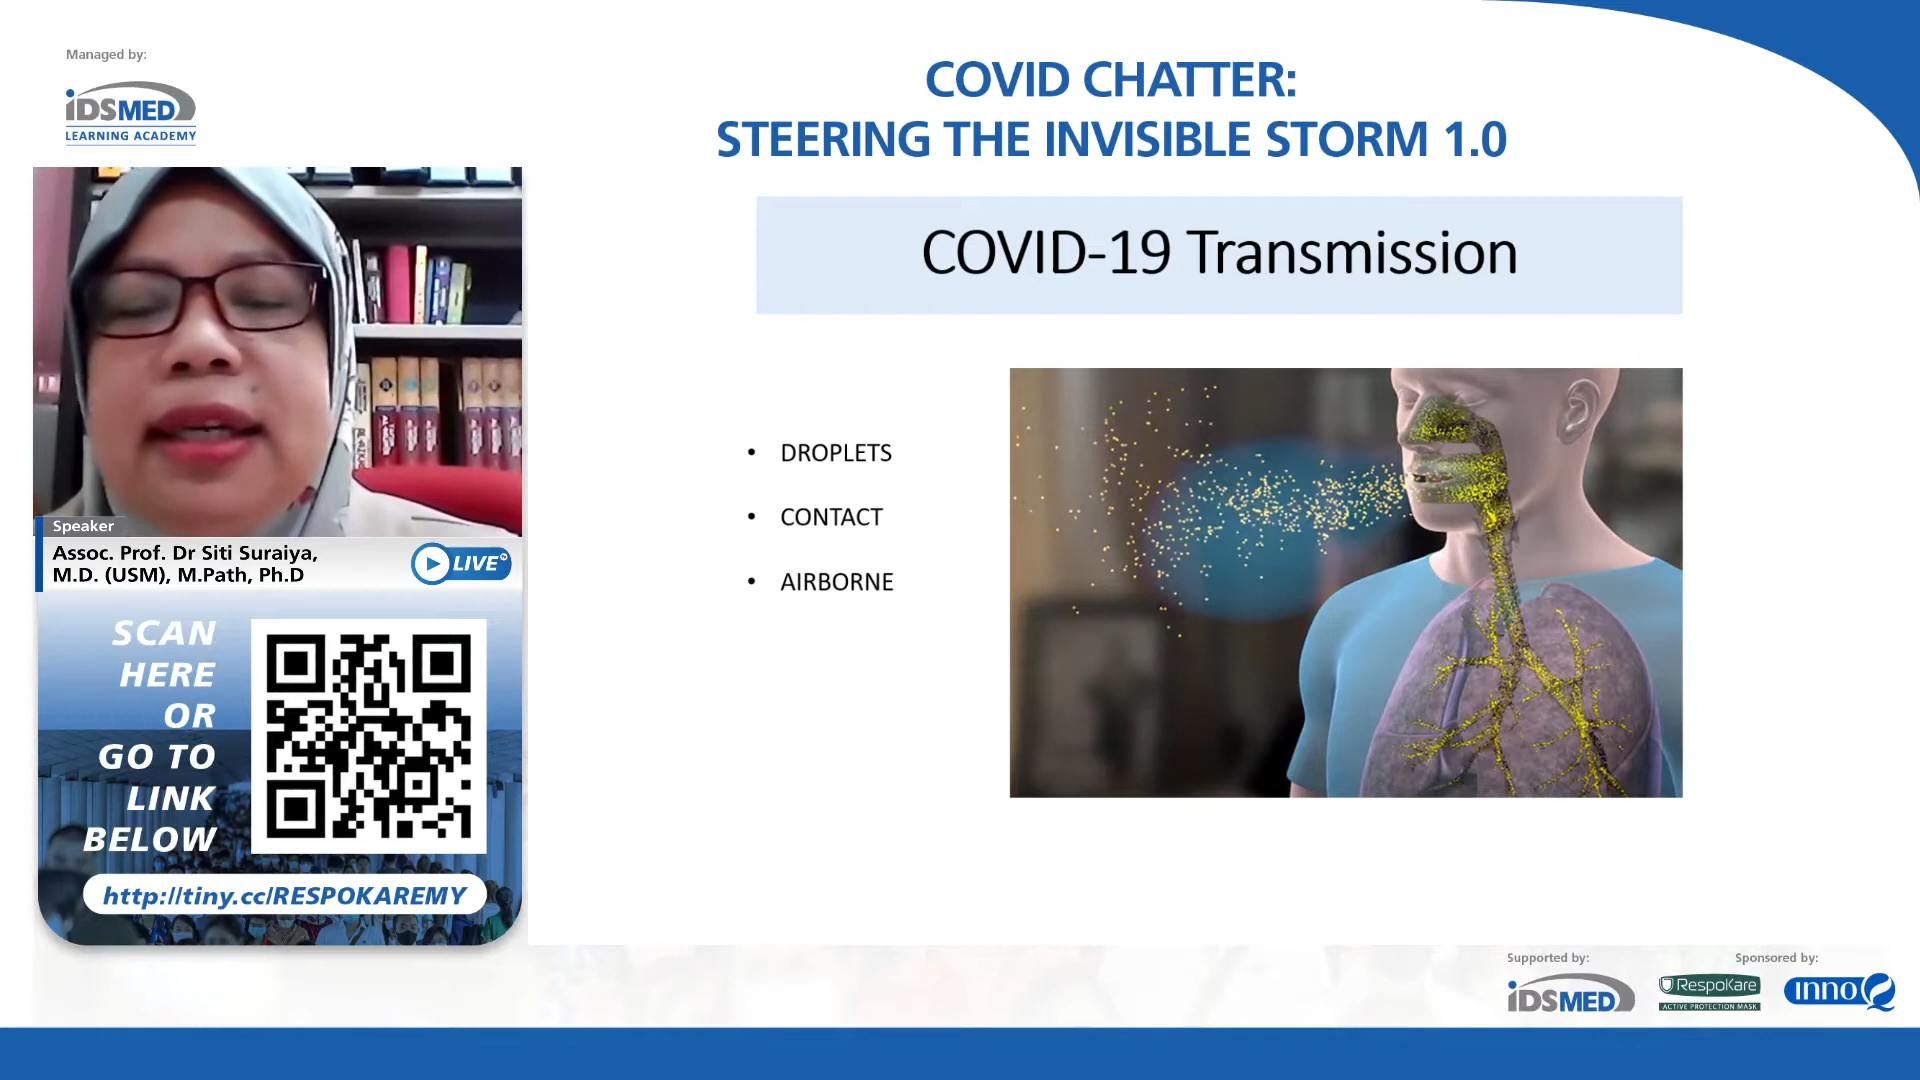 Managed by:
iDSMED
LEARNING ACADEMY
COVID CHATTER:
STEERING THE INVISIBLE STORM 1.0
COVID-19 Transmission
• DROPLETS
• CONTACT
• AIRBORNE
Speaker
Assoc. Prof. Dr Siti Suraiya,
M.D. (USM), M.Path, Ph.D
LIVE
SCAN
HERE
OR
GO TO
LINK
BELOW
http://tiny.cc/RESPOKAREMY
Supported by:
iDSMED
Sponsored by:
RespoKare
ACTIVE PROTECTION MASK
InnoQ